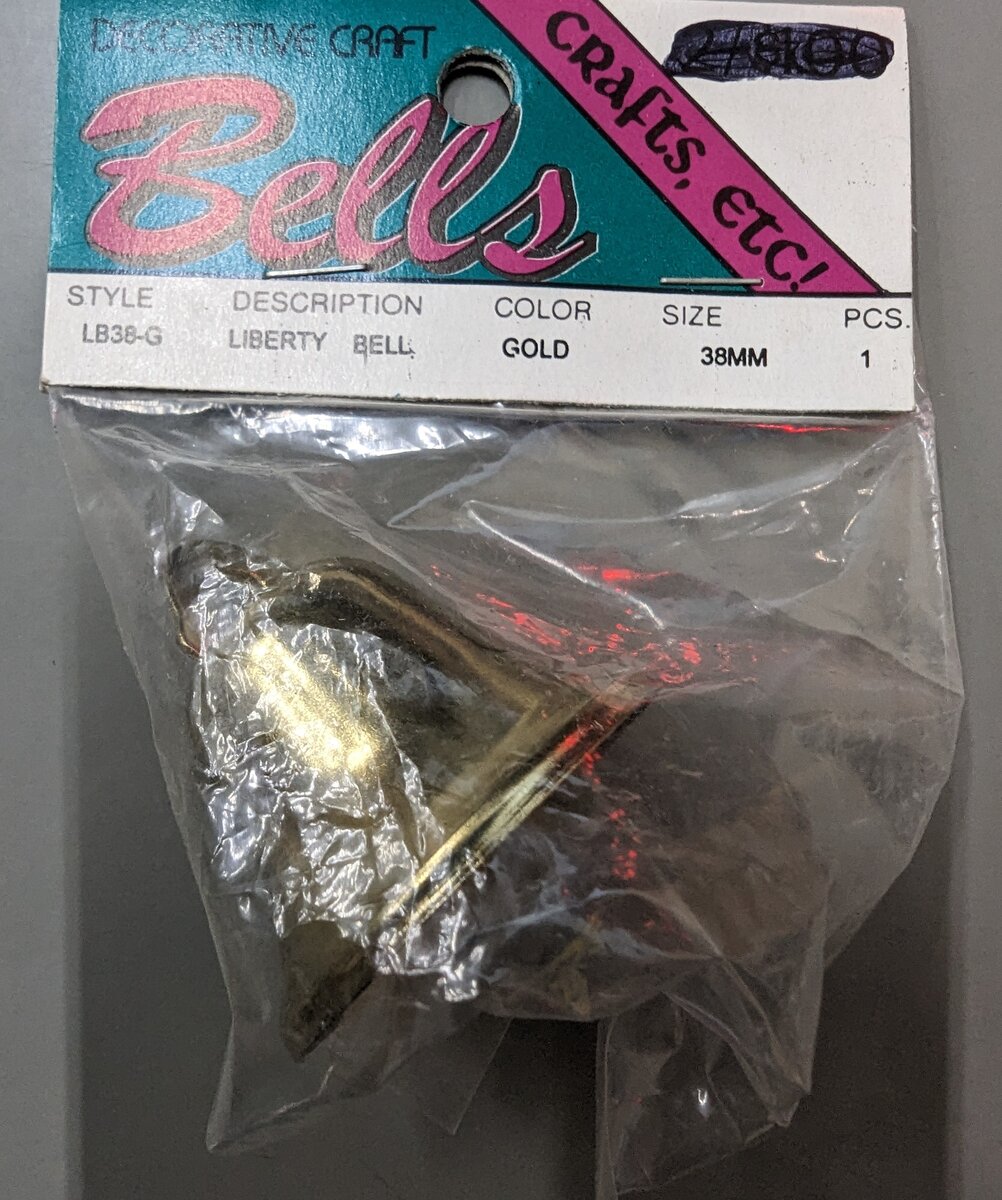 DECORATIVE CRAFT
Bells
CRAFTS, ETC!
STYLE DESCRIPTION COLOR SIZE PCS.
LB38-G LIBERTY BELL GOLD 38MM 1